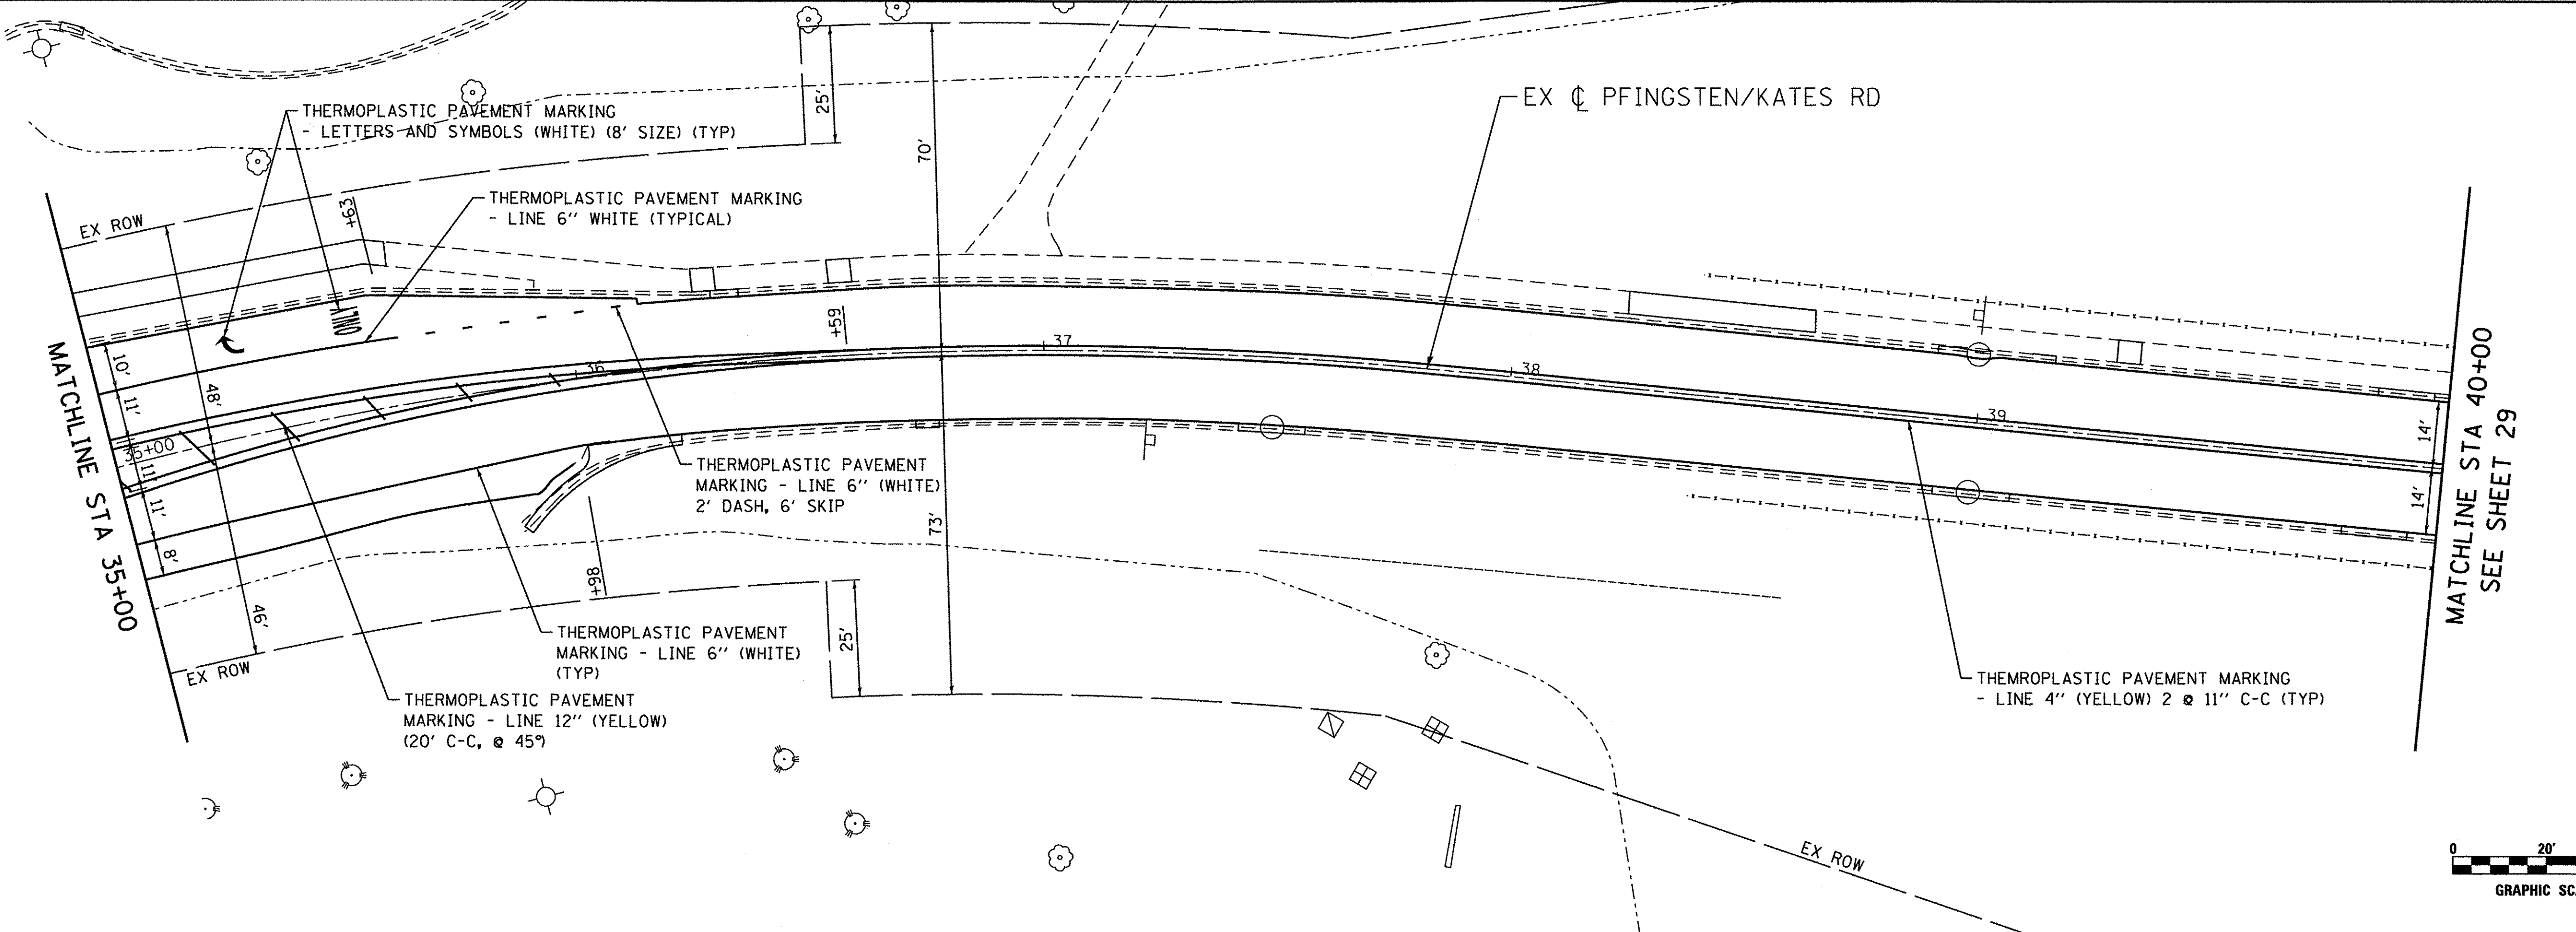 THERMOPLASTIC PAVEMENT MARKING
- LETTERS AND SYMBOLS (WHITE) (8' SIZE) (TYP)
25'
70'
EX ℄ PFINGSTEN/KATES RD
THERMOPLASTIC PAVEMENT MARKING
- LINE 6'' WHITE (TYPICAL)
EX ROW
+63
ONLY
+59
37
36
38
39
MATCHLINE STA 35+00
10'
11'
48'
35+00
11'
11'
8'
46'
EX ROW
THERMOPLASTIC PAVEMENT
MARKING - LINE 6'' (WHITE)
2' DASH, 6' SKIP
73'
+98
25'
THERMOPLASTIC PAVEMENT
MARKING - LINE 6'' (WHITE)
(TYP)
THERMOPLASTIC PAVEMENT
MARKING - LINE 12'' (YELLOW)
(20' C-C, @ 45°)
14'
14'
MATCHLINE STA 40+00
SEE SHEET 29
THEMROPLASTIC PAVEMENT MARKING
- LINE 4'' (YELLOW) 2 @ 11'' C-C (TYP)
EX ROW
0 20'
GRAPHIC